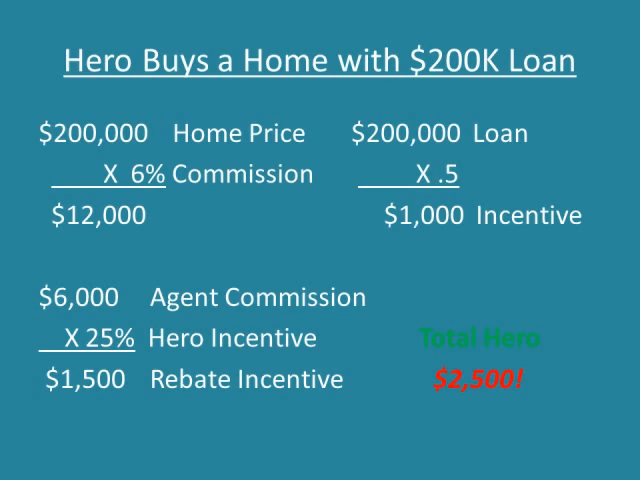 Hero Buys a Home with $200K Loan
$200,000 Home Price $200,000 Loan
X 6% Commission X .5
$12,000 $1,000 Incentive
$6,000 Agent Commission
X 25% Hero Incentive Total Hero
$1,500 Rebate Incentive $2,500!